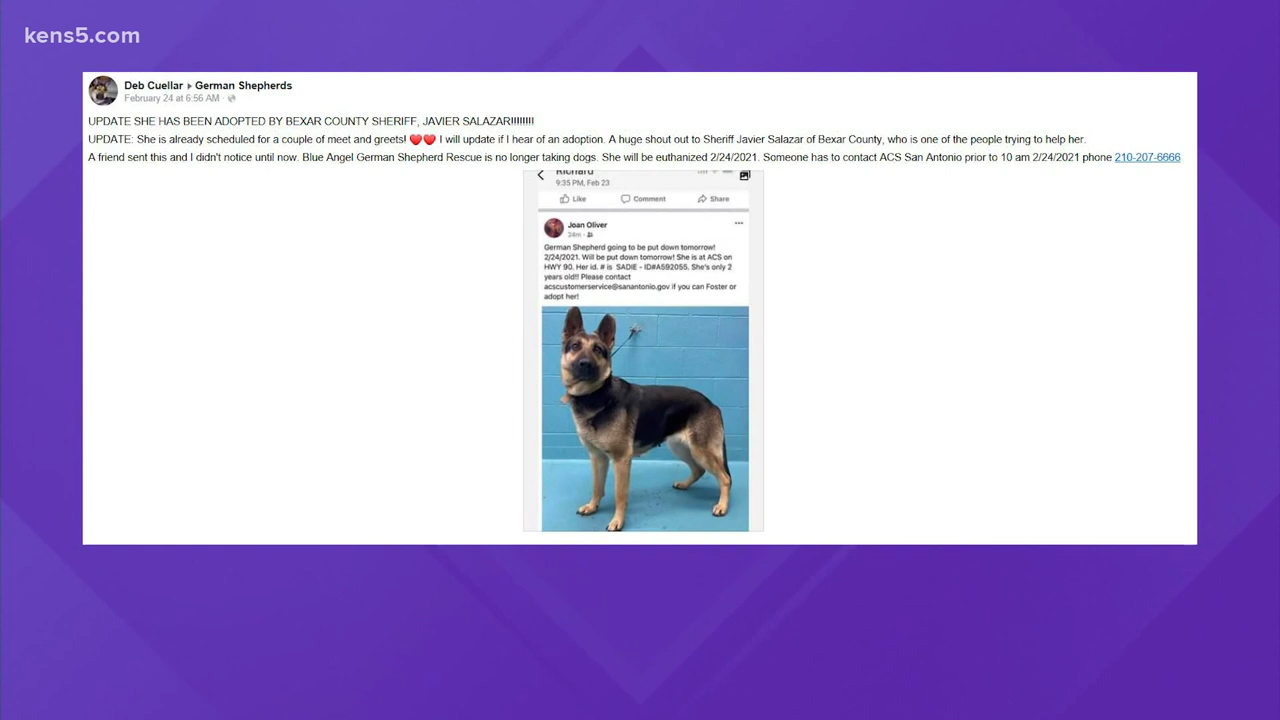 kens5.com
Deb Cuellar ▸ German Shepherds
February 24 at 6:56 AM ·
UPDATE SHE HAS BEEN ADOPTED BY BEXAR COUNTY SHERIFF, JAVIER SALAZAR!!!!!!!!!
UPDATE: She is already scheduled for a couple of meet and greets! ❤️❤️ I will update if I hear of an adoption. A huge shout out to Sheriff Javier Salazar of Bexar County, who is one of the people trying to help her.
A friend sent this and I didn't notice until now. Blue Angel German Shepherd Rescue is no longer taking dogs. She will be euthanized 2/24/2021. Someone has to contact ACS San Antonio prior to 10 am 2/24/2021 phone 210-207-6666
Richard
9:35 PM, Feb 23
Like Comment Share
Joan Oliver
24m ·
German Shepherd going to be put down tomorrow!
2/24/2021. Will be put down tomorrow! She is at ACS on
HWY 90. Her id. # is SADIE - ID#A592055. She's only 2
years old!! Please contact
acscustomerservice@sanantonio.gov if you can Foster or
adopt her!